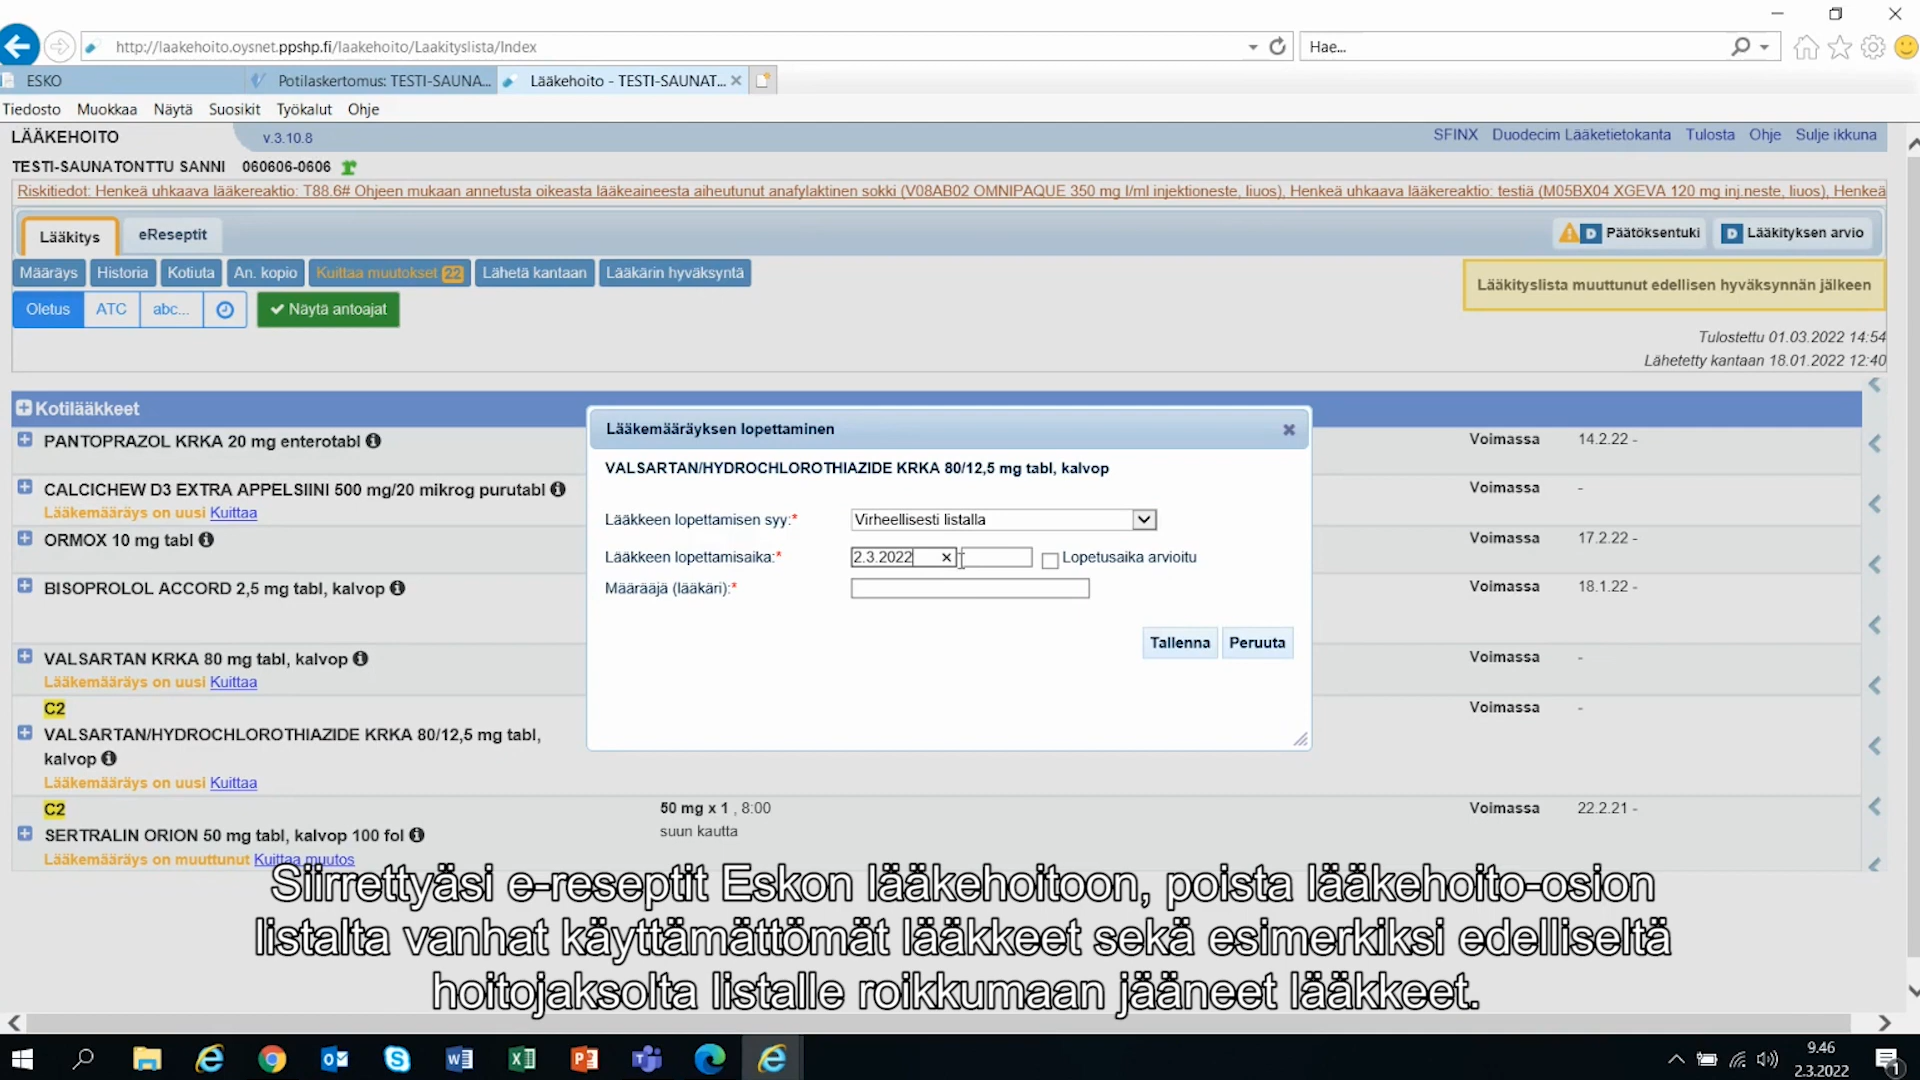 http://laakehoito.oysnet.ppshp.fi/laakehoito/Laakityslista/Index
Hae...
ESKO
Potilaskertomus: TESTI-SAUNA...
Lääkehoito - TESTI-SAUNAT...
Tiedosto Muokkaa Näytä Suosikit Työkalut Ohje
LÄÄKEHOITO v.3.10.8
SFINX Duodecim Lääketietokanta Tulosta Ohje Sulje ikkuna
TESTI-SAUNATONTTU SANNI 060606-0606
Riskitiedot: Henkeä uhkaava lääkereaktio: T88.6# Ohjeen mukaan annetusta oikeasta lääkeaineesta aiheutunut anafylaktinen sokki (V08AB02 OMNIPAQUE 350 mg I/ml injektioneste, liuos), Henkeä uhkaava lääkereaktio: testiä (M05BX04 XGEVA 120 mg inj.neste, liuos), Henkeä
Lääkitys eReseptit
D Päätöksentuki D Lääkityksen arvio
Määräys Historia Kotiuta An. kopio Kuittaa muutokset 22 Lähetä kantaan Lääkärin hyväksyntä
Lääkityslista muuttunut edellisen hyväksynnän jälkeen
Oletus ATC abc... Näytä antoajat
Tulostettu 01.03.2022 14:54
Lähetetty kantaan 18.01.2022 12:40
Kotilääkkeet
PANTOPRAZOL KRKA 20 mg enterotabl
Voimassa 14.2.22 -
CALCICHEW D3 EXTRA APPELSIINI 500 mg/20 mikrog purutabl
Voimassa -
Lääkemääräys on uusi Kuittaa
ORMOX 10 mg tabl
Voimassa 17.2.22 -
BISOPROLOL ACCORD 2,5 mg tabl, kalvop
Voimassa 18.1.22 -
VALSARTAN KRKA 80 mg tabl, kalvop
Voimassa -
Lääkemääräys on uusi Kuittaa
C2
Voimassa -
VALSARTAN/HYDROCHLOROTHIAZIDE KRKA 80/12,5 mg tabl,
kalvop
Lääkemääräys on uusi Kuittaa
C2
50 mg x 1 , 8:00
Voimassa 22.2.21 -
SERTRALIN ORION 50 mg tabl, kalvop 100 fol
suun kautta
Lääkemääräys on muuttunut Kuittaa muutos
Lääkemääräyksen lopettaminen
VALSARTAN/HYDROCHLOROTHIAZIDE KRKA 80/12,5 mg tabl, kalvop
Lääkkeen lopettamisen syy:* Virheellisesti listalla
Lääkkeen lopettamisaika:* 2.3.2022 Lopetusaika arvioitu
Määrääjä (lääkäri):*
Tallenna Peruuta
Siirrettyäsi e-reseptit Eskon lääkehoitoon, poista lääkehoito-osion
listalta vanhat käyttämättömät lääkkeet sekä esimerkiksi edelliseltä
hoitojaksolta listalle roikkumaan jääneet lääkkeet.
9.46
2.3.2022
1